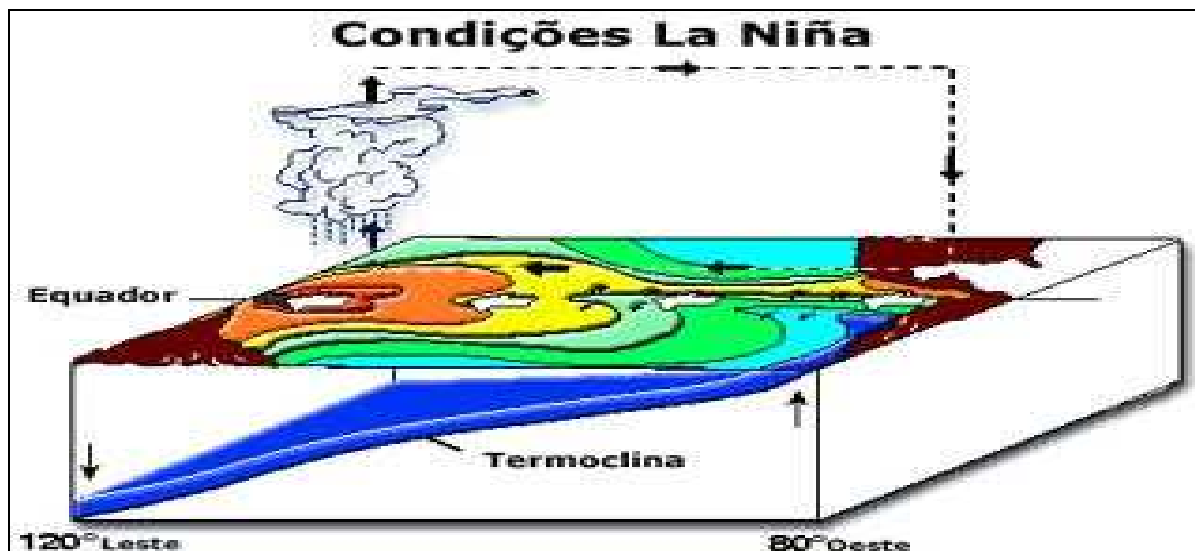 Condições La Niña
Equador
Termoclina
120°Leste
80°Oeste